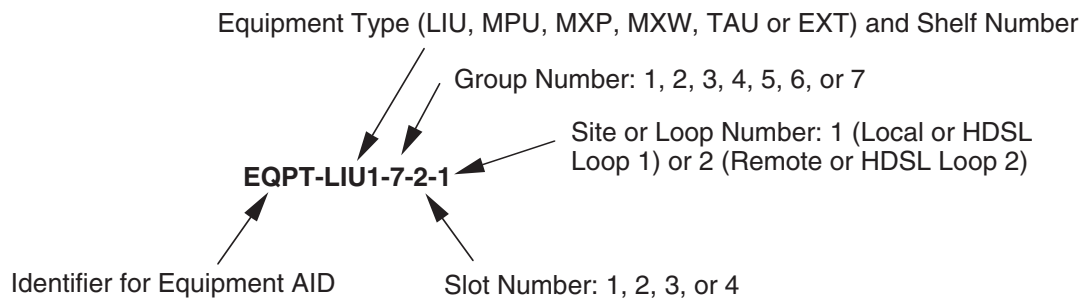 Equipment Type (LIU, MPU, MXP, MXW, TAU or EXT) and Shelf Number
Group Number: 1, 2, 3, 4, 5, 6, or 7
Site or Loop Number: 1 (Local or HDSL
Loop 1) or 2 (Remote or HDSL Loop 2)
EQPT-LIU1-7-2-1
Identifier for Equipment AID
Slot Number: 1, 2, 3, or 4